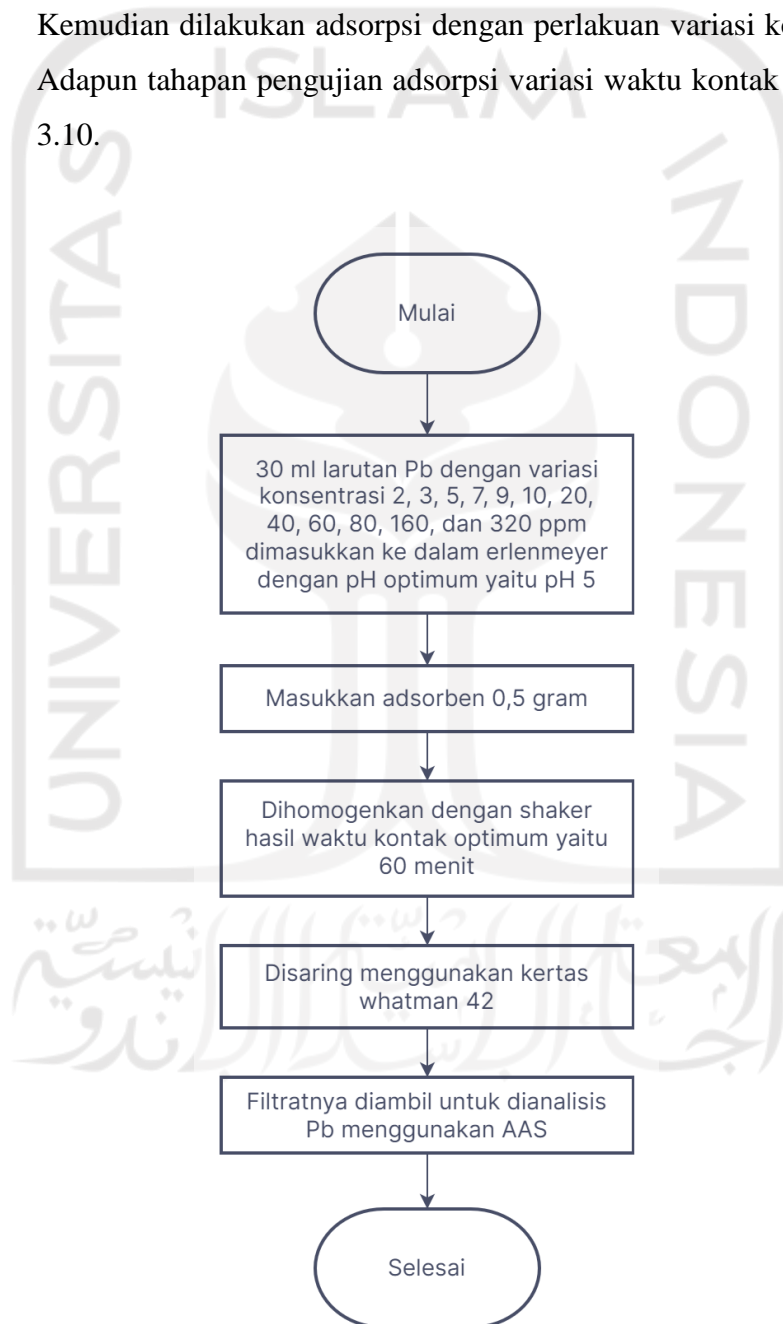 Kemudian dilakukan adsorpsi dengan perlakuan variasi
Adapun tahapan pengujian adsorpsi variasi waktu kontak
3.10.
ISLAM
UNIVERSITAS
INDONESIA
Mulai
30 ml larutan Pb dengan variasi
konsentrasi 2, 3, 5, 7, 9, 10, 20,
40, 60, 80, 160, dan 320 ppm
dimasukkan ke dalam erlenmeyer
dengan pH optimum yaitu pH 5
Masukkan adsorben 0,5 gram
Dihomogenkan dengan shaker
hasil waktu kontak optimum yaitu
60 menit
Disaring menggunakan kertas
whatman 42
Filtratnya diambil untuk dianalisis
Pb menggunakan AAS
Selesai